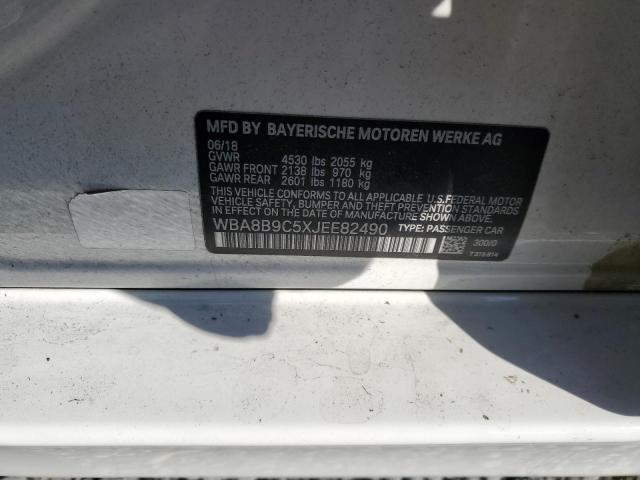 MFD BY BAYERISCHE MOTOREN WERKE AG
06/18
GVWR 4530 lbs 2055 kg
GAWR FRONT 2138 lbs 970 kg
GAWR REAR 2601 lbs 1180 kg
THIS VEHICLE CONFORMS TO ALL APPLICABLE U.S.FEDERAL MOTOR
VEHICLE SAFETY, BUMPER, AND THEFT PREVENTION STANDARDS
IN EFFECT ON THE DATE OF MANUFACTURE SHOWN ABOVE.
WBA8B9C5XJEE82490 TYPE: PASSENGER CAR
300/0